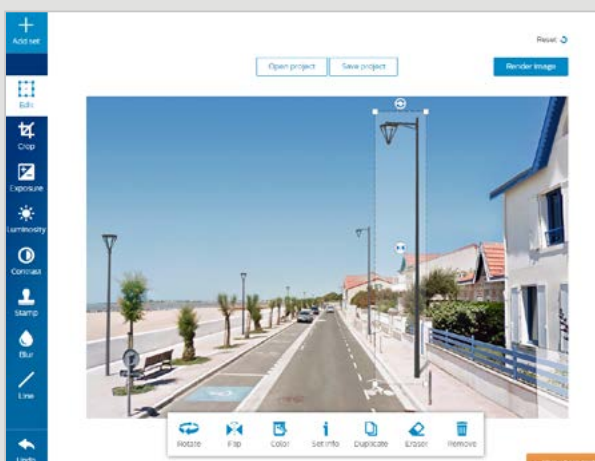 Add set
Reset
Open project
Save project
Render image
Edit
Crop
Exposure
Luminosity
Contrast
Stamp
Blur
Line
Undo
Rotate
Flip
Color
Set info
Duplicate
Eraser
Remove